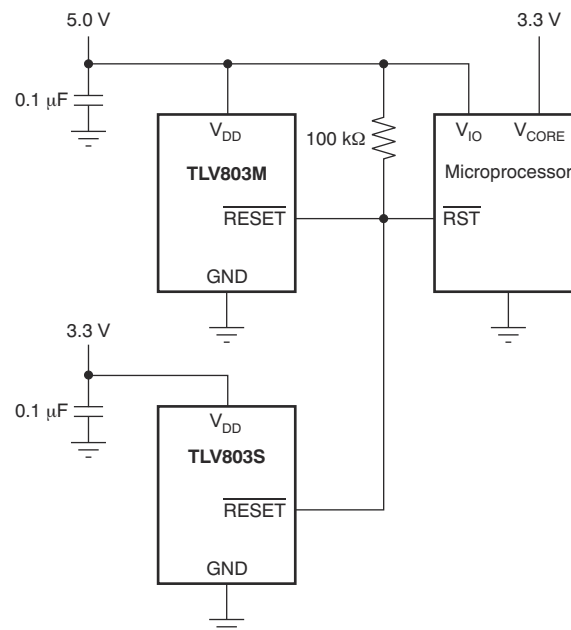 5.0 V
3.3 V
0.1 μF
V_DD
100 kΩ
V_IO V_CORE
TLV803M
Microprocessor
RESET
RST
GND
3.3 V
0.1 μF
V_DD
TLV803S
RESET
GND